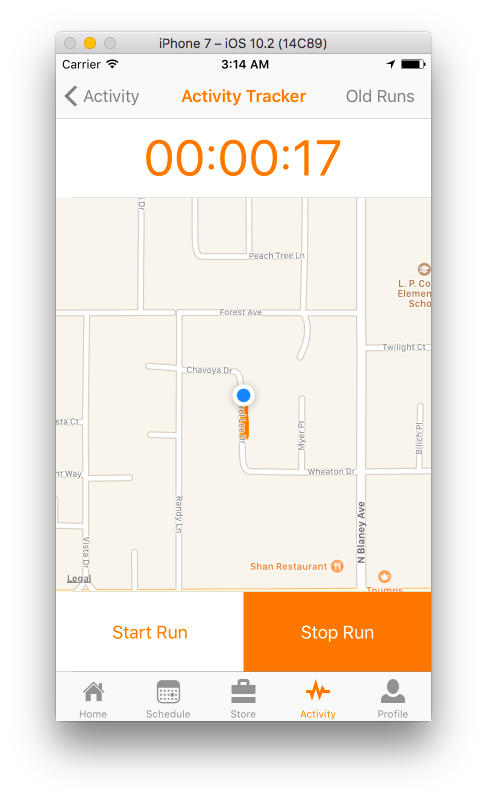 iPhone 7 – iOS 10.2 (14C89)
Carrier 3:14 AM
Activity Activity Tracker Old Runs
00:00:17
Dr
Peach Tree Ln
L. P. Co
Elemen
Scho
Forest Ave
Twilight Ct
Chavoya Dr
sta Ct
Myer Pl
Bilich Pl
nt Way
Wheaton Dr
Randy Ln
N Blaney Ave
Vista Dr
Shan Restaurant
Legal
Start Run Stop Run
Home Schedule Store Activity Profile